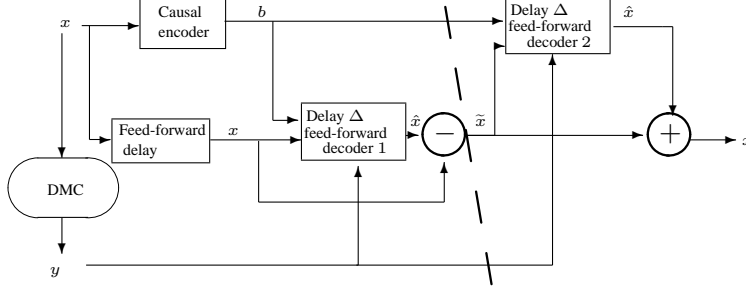 x
Causal
encoder
b
Delay Δ
feed-forward
decoder 2
x̂
Feed-forward
delay
x
Delay Δ
feed-forward
decoder 1
x̂
−
x̃
+
DMC
y